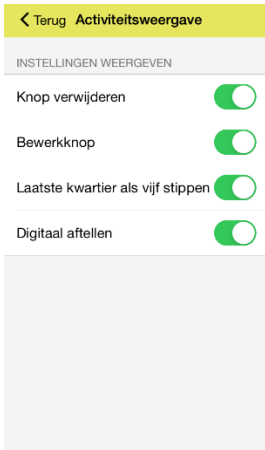 Terug Activiteitsweergave
INSTELLINGEN WEERGEVEN
Knop verwijderen
Bewerkknop
Laatste kwartier als vijf stippen
Digitaal aftellen